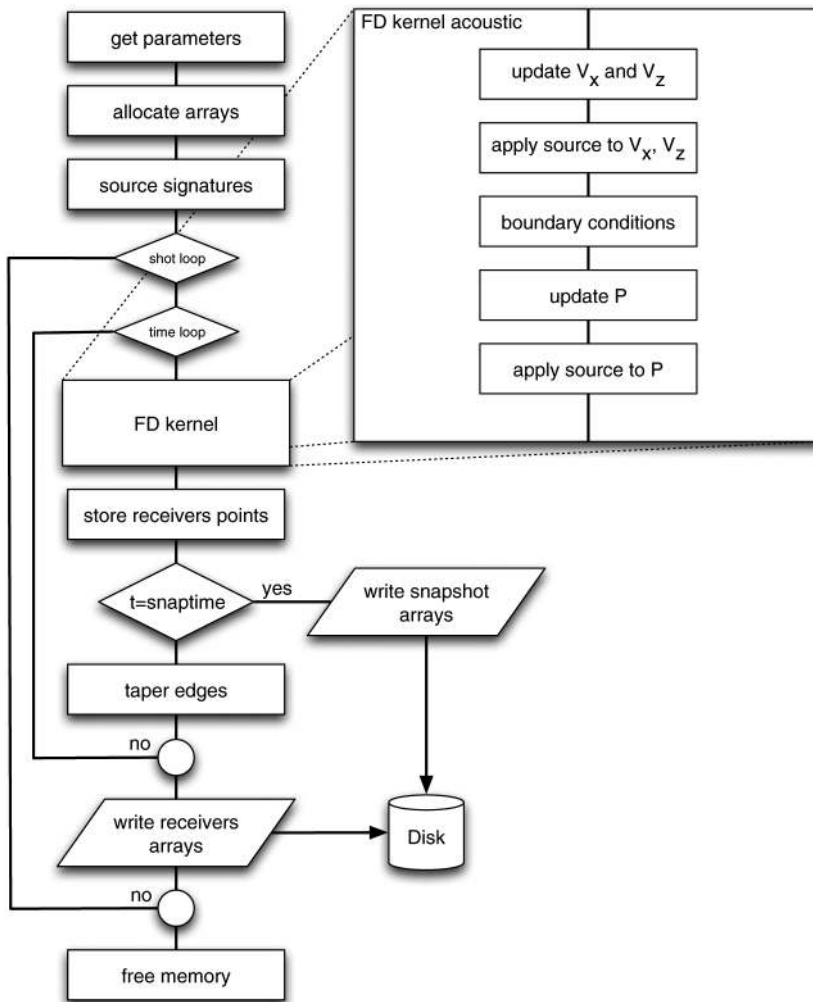 get parameters
allocate arrays
source signatures
shot loop
time loop
FD kernel
store receivers points
t=snaptime
yes
write snapshot
arrays
taper edges
no
write receivers
arrays
Disk
no
free memory
FD kernel acoustic
update Vx and Vz
apply source to Vx, Vz
boundary conditions
update P
apply source to P